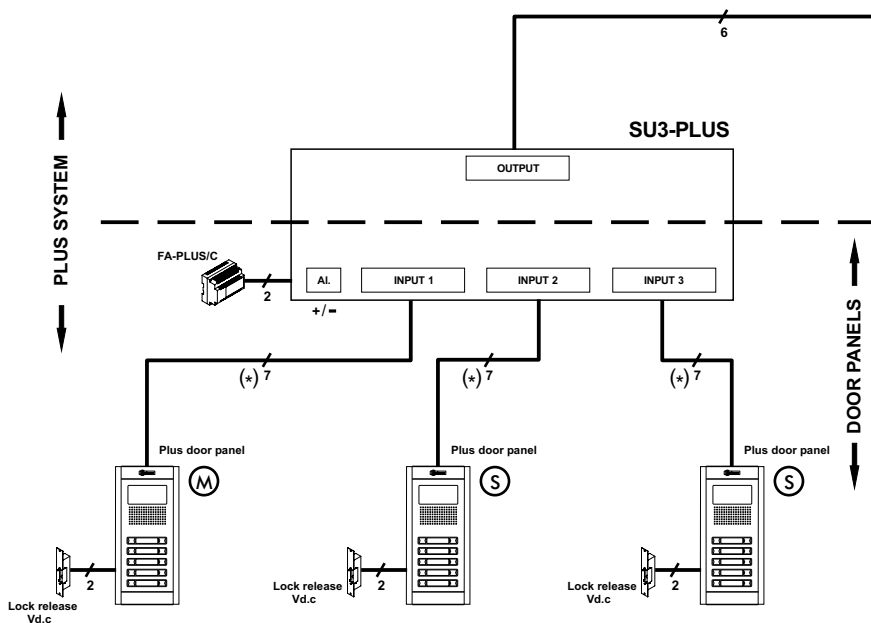 6
SU3-PLUS
OUTPUT
PLUS SYSTEM
FA-PLUS/C
2
AI.
INPUT 1
INPUT 2
INPUT 3
+/-
DOOR PANELS
(*) 7
(*) 7
(*) 7
Plus door panel
M
Plus door panel
S
Plus door panel
S
2
Lock release
Vd.c
2
Lock release
Vd.c
2
Lock release
Vd.c